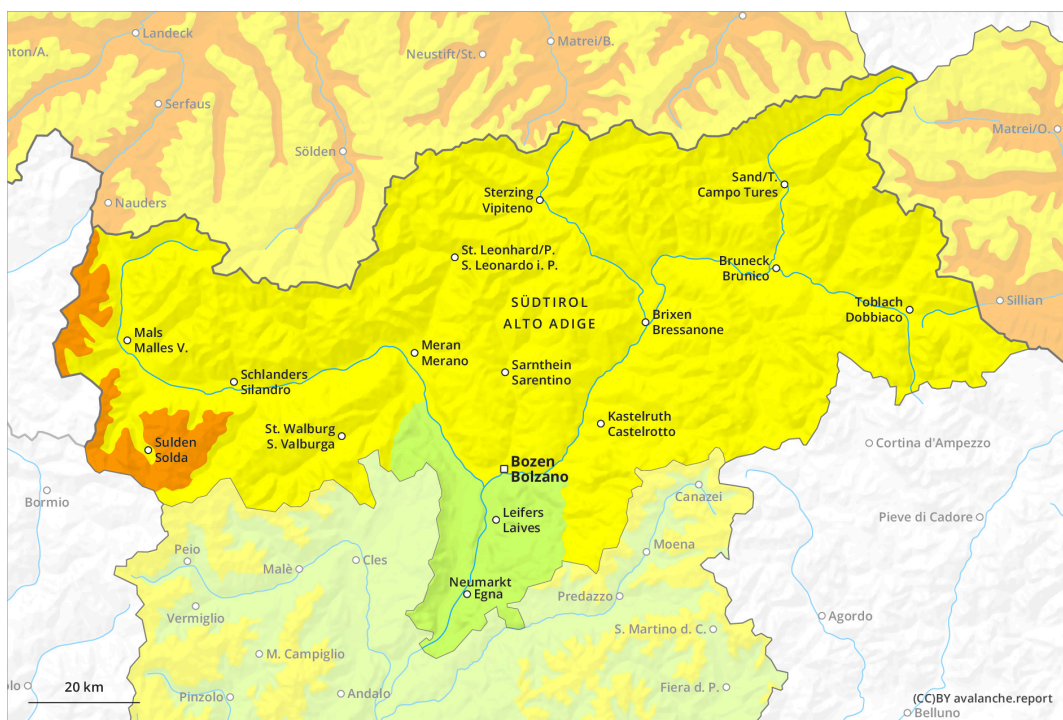 Landeck
Matrei/B.
nton/A.
Neustift/St.
Serfaus
Matrei/O.
Sölden
Sand/T.
Campo Tures
Sterzing
Vipiteno
Nauders
St. Leonhard/P.
S. Leonardo i. P.
Bruneck
Brunico
SÜDTIROL
ALTO ADIGE
Toblach
Dobbiaco
Sillian
Brixen
Bressanone
Mals
Malles V.
Meran
Merano
Sarnthein
Sarentino
Schlanders
Silandro
St. Walburg
S. Valburga
Kastelruth
Castelrotto
Sulden
Solda
Cortina d'Ampezzo
Bozen
Bolzano
Bormio
Canazei
Leifers
Laives
Pieve di Cadore
Peio
Moena
Malè
Cles
Neumarkt
Egna
Predazzo
Vermiglio
Agordo
S. Martino d. C.
M. Campiglio
20 km
olo
Pinzolo
Andalo
Fiera d. P.
(CC)BY avalanche.report
Belluno